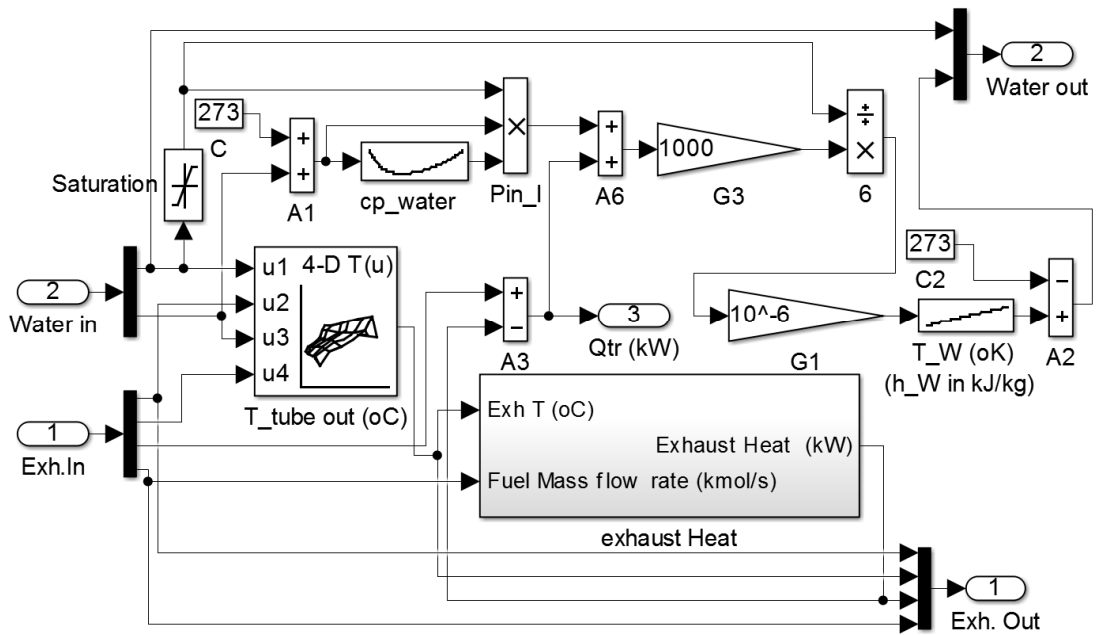 2
Water out
273
C
+
+
A1
Saturation
cp_water
×
Pin_I
+
+
A6
1000
G3
÷
×
6
2
Water in
u1
u2
u3
u4
4-D T(u)
T_tube out (oC)
+
−
A3
3
Qtr (kW)
273
C2
10^-6
G1
T_W (oK)
(h_W in kJ/kg)
−
+
A2
1
Exh.In
Exh T (oC)
Exhaust Heat (kW)
Fuel Mass flow rate (kmol/s)
exhaust Heat
1
Exh. Out